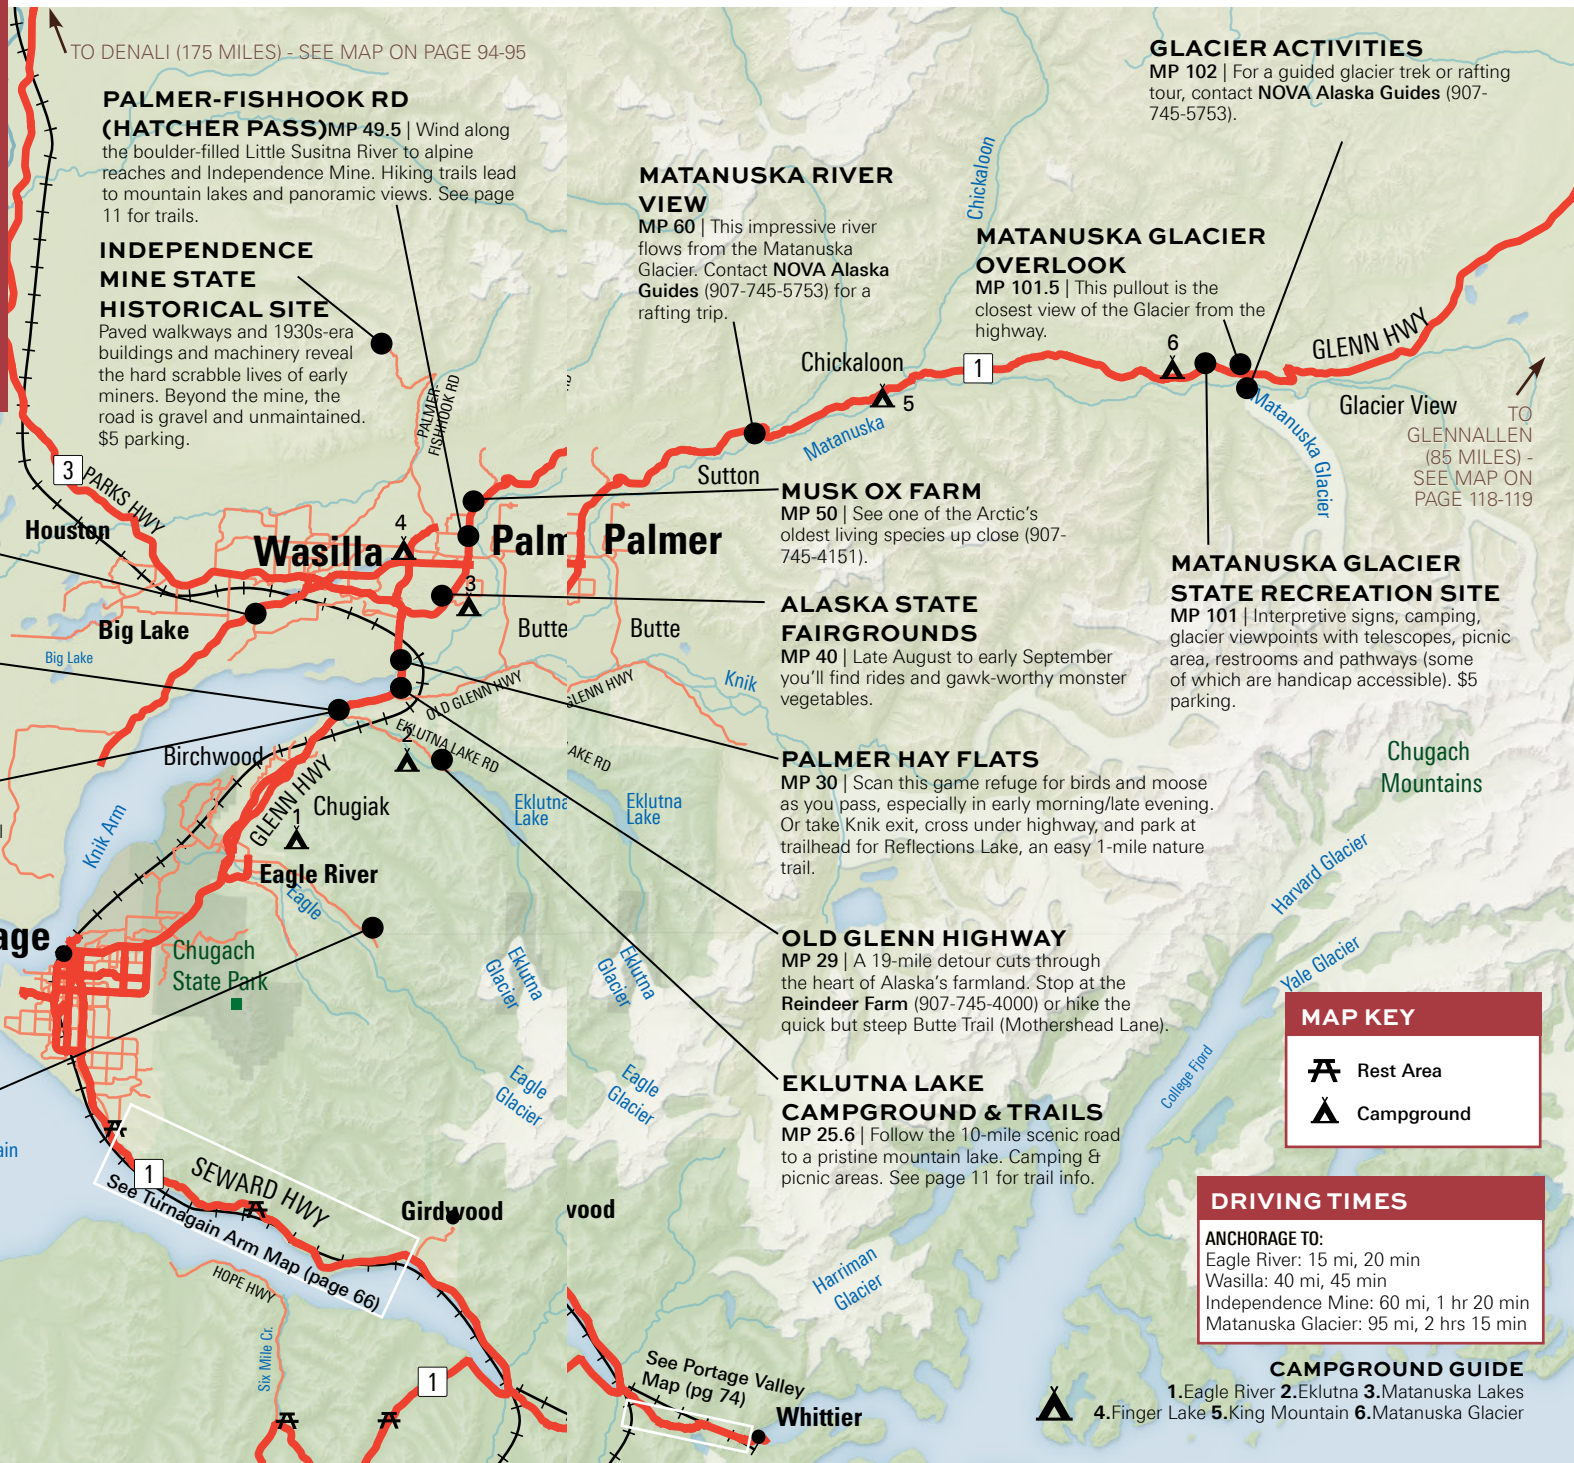 TO DENALI (175 MILES) - SEE MAP ON PAGE 94-95
PALMER-FISHHOOK RD
(HATCHER PASS)MP 49.5 | Wind along
the boulder-filled Little Susitna River to alpine
reaches and Independence Mine. Hiking trails lead
to mountain lakes and panoramic views. See page
11 for trails.
INDEPENDENCE
MINE STATE
HISTORICAL SITE
Paved walkways and 1930s-era
buildings and machinery reveal
the hard scrabble lives of early
miners. Beyond the mine, the
road is gravel and unmaintained.
$5 parking.
GLACIER ACTIVITIES
MP 102 | For a guided glacier trek or rafting
tour, contact NOVA Alaska Guides (907-
745-5753).
MATANUSKA RIVER
VIEW
MP 60 | This impressive river
flows from the Matanuska
Glacier. Contact NOVA Alaska
Guides (907-745-5753) for a
rafting trip.
Chickaloon
MATANUSKA GLACIER
OVERLOOK
MP 101.5 | This pullout is the
closest view of the Glacier from the
highway.
Chickaloon
1
5
6
GLENN HWY
Matanuska
Matanuska Glacier
Glacier View
TO
GLENNALLEN
(85 MILES) -
SEE MAP ON
PAGE 118-119
PALMER-
FISHHOOK RD
RD
3
PARKS HWY
Houston
Wasilla
4
Palm
Palmer
Sutton
MUSK OX FARM
MP 50 | See one of the Arctic's
oldest living species up close (907-
745-4151).
3
ALASKA STATE
FAIRGROUNDS
MP 40 | Late August to early September
you'll find rides and gawk-worthy monster
vegetables.
MATANUSKA GLACIER
STATE RECREATION SITE
MP 101 | Interpretive signs, camping,
glacier viewpoints with telescopes, picnic
area, restrooms and pathways (some
of which are handicap accessible). $5
parking.
Big Lake
Big Lake
Butte
Butte
Knik
OLD GLENN HWY
GLENN HWY
EKLUTNA LAKE RD
AKE RD
2
Birchwood
GLENN HWY
Chugiak
1
Knik Arm
Eklutna
Lake
Eklutna
Lake
PALMER HAY FLATS
MP 30 | Scan this game refuge for birds and moose
as you pass, especially in early morning/late evening.
Or take Knik exit, cross under highway, and park at
trailhead for Reflections Lake, an easy 1-mile nature
trail.
Chugach
Mountains
Eagle River
Eagle
age
Chugach
State Park
Eklutna
Glacier
Eklutna
Glacier
Harvard Glacier
Yale Glacier
OLD GLENN HIGHWAY
MP 29 | A 19-mile detour cuts through
the heart of Alaska's farmland. Stop at the
Reindeer Farm (907-745-4000) or hike the
quick but steep Butte Trail (Mothershead Lane).
Eagle
Glacier
Eagle
Glacier
EKLUTNA LAKE
CAMPGROUND & TRAILS
MP 25.6 | Follow the 10-mile scenic road
to a pristine mountain lake. Camping &
picnic areas. See page 11 for trail info.
College Fjord
MAP KEY
Rest Area
Campground
ain
1
SEWARD HWY
See Turnagain Arm Map (page 66)
Girdwood
wood
HOPE HWY
Six Mile Cr.
1
Harriman
Glacier
See Portage Valley
Map (pg 74)
Whittier
DRIVING TIMES
ANCHORAGE TO:
Eagle River: 15 mi, 20 min
Wasilla: 40 mi, 45 min
Independence Mine: 60 mi, 1 hr 20 min
Matanuska Glacier: 95 mi, 2 hrs 15 min
CAMPGROUND GUIDE
1.Eagle River 2.Eklutna 3.Matanuska Lakes
4.Finger Lake 5.King Mountain 6.Matanuska Glacier